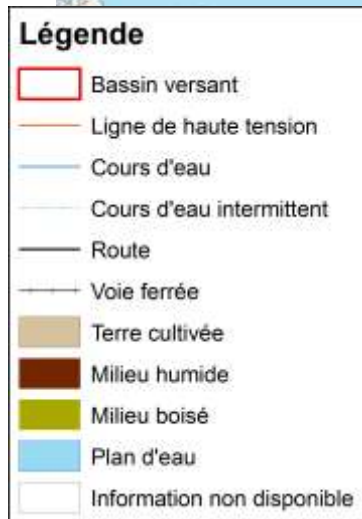 Légende
Bassin versant
Ligne de haute tension
Cours d'eau
Cours d'eau intermittent
Route
Voie ferrée
Terre cultivée
Milieu humide
Milieu boisé
Plan d'eau
Information non disponible